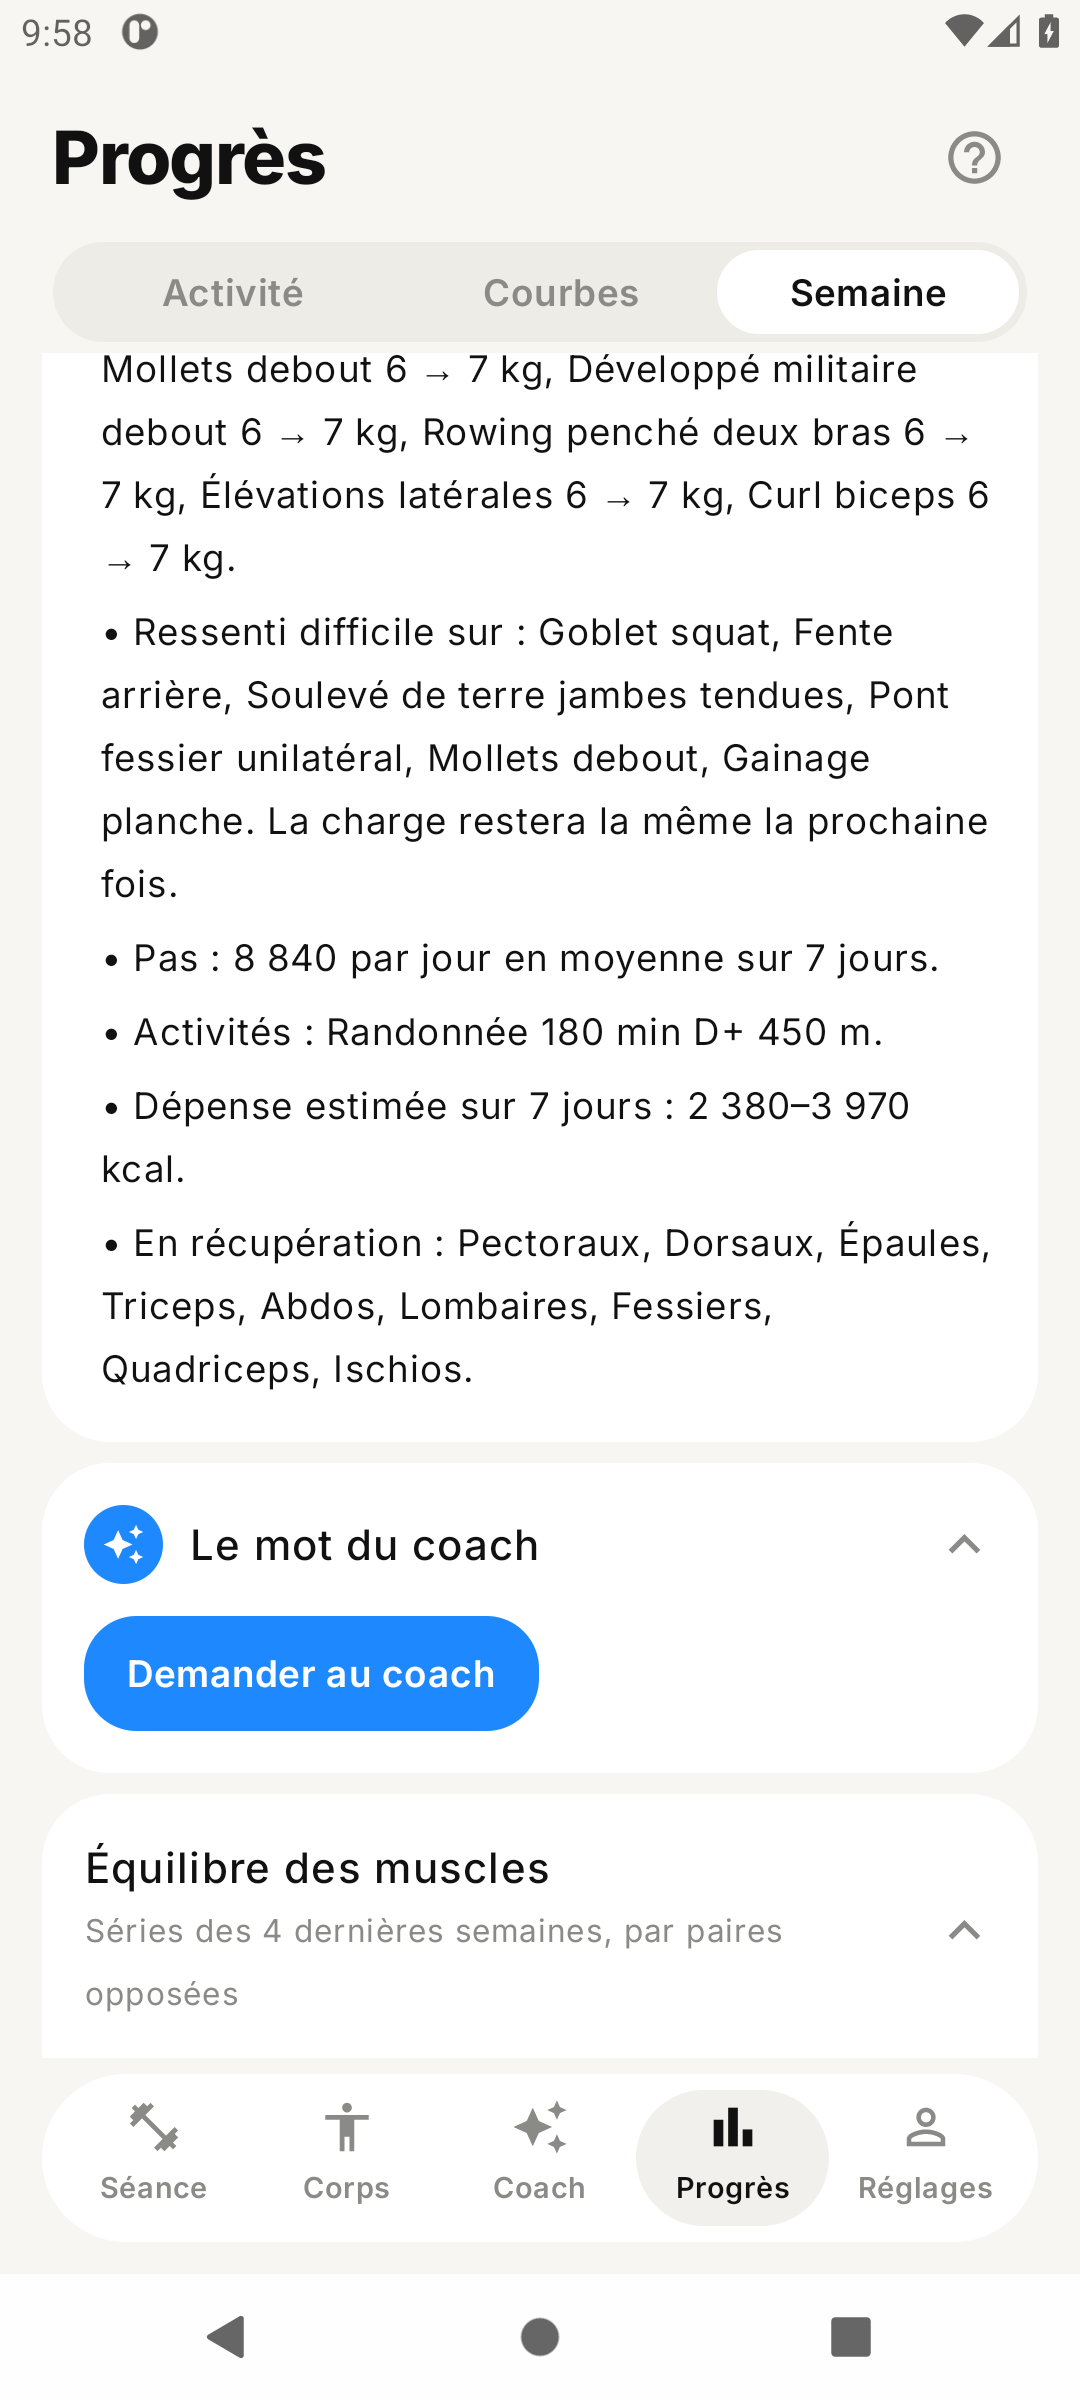 9:58
Progrès
Activité
Courbes
Semaine
Mollets debout 6 → 7 kg, Développé militaire
debout 6 → 7 kg, Rowing penché deux bras 6 →
7 kg, Élévations latérales 6 → 7 kg, Curl biceps 6
→ 7 kg.
• Ressenti difficile sur : Goblet squat, Fente
arrière, Soulevé de terre jambes tendues, Pont
fessier unilatéral, Mollets debout, Gainage
planche. La charge restera la même la prochaine
fois.
• Pas : 8 840 par jour en moyenne sur 7 jours.
• Activités : Randonnée 180 min D+ 450 m.
• Dépense estimée sur 7 jours : 2 380–3 970
kcal.
• En récupération : Pectoraux, Dorsaux, Épaules,
Triceps, Abdos, Lombaires, Fessiers,
Quadriceps, Ischios.
Le mot du coach
Demander au coach
Équilibre des muscles
Séries des 4 dernières semaines, par paires
opposées
Séance
Corps
Coach
Progrès
Réglages